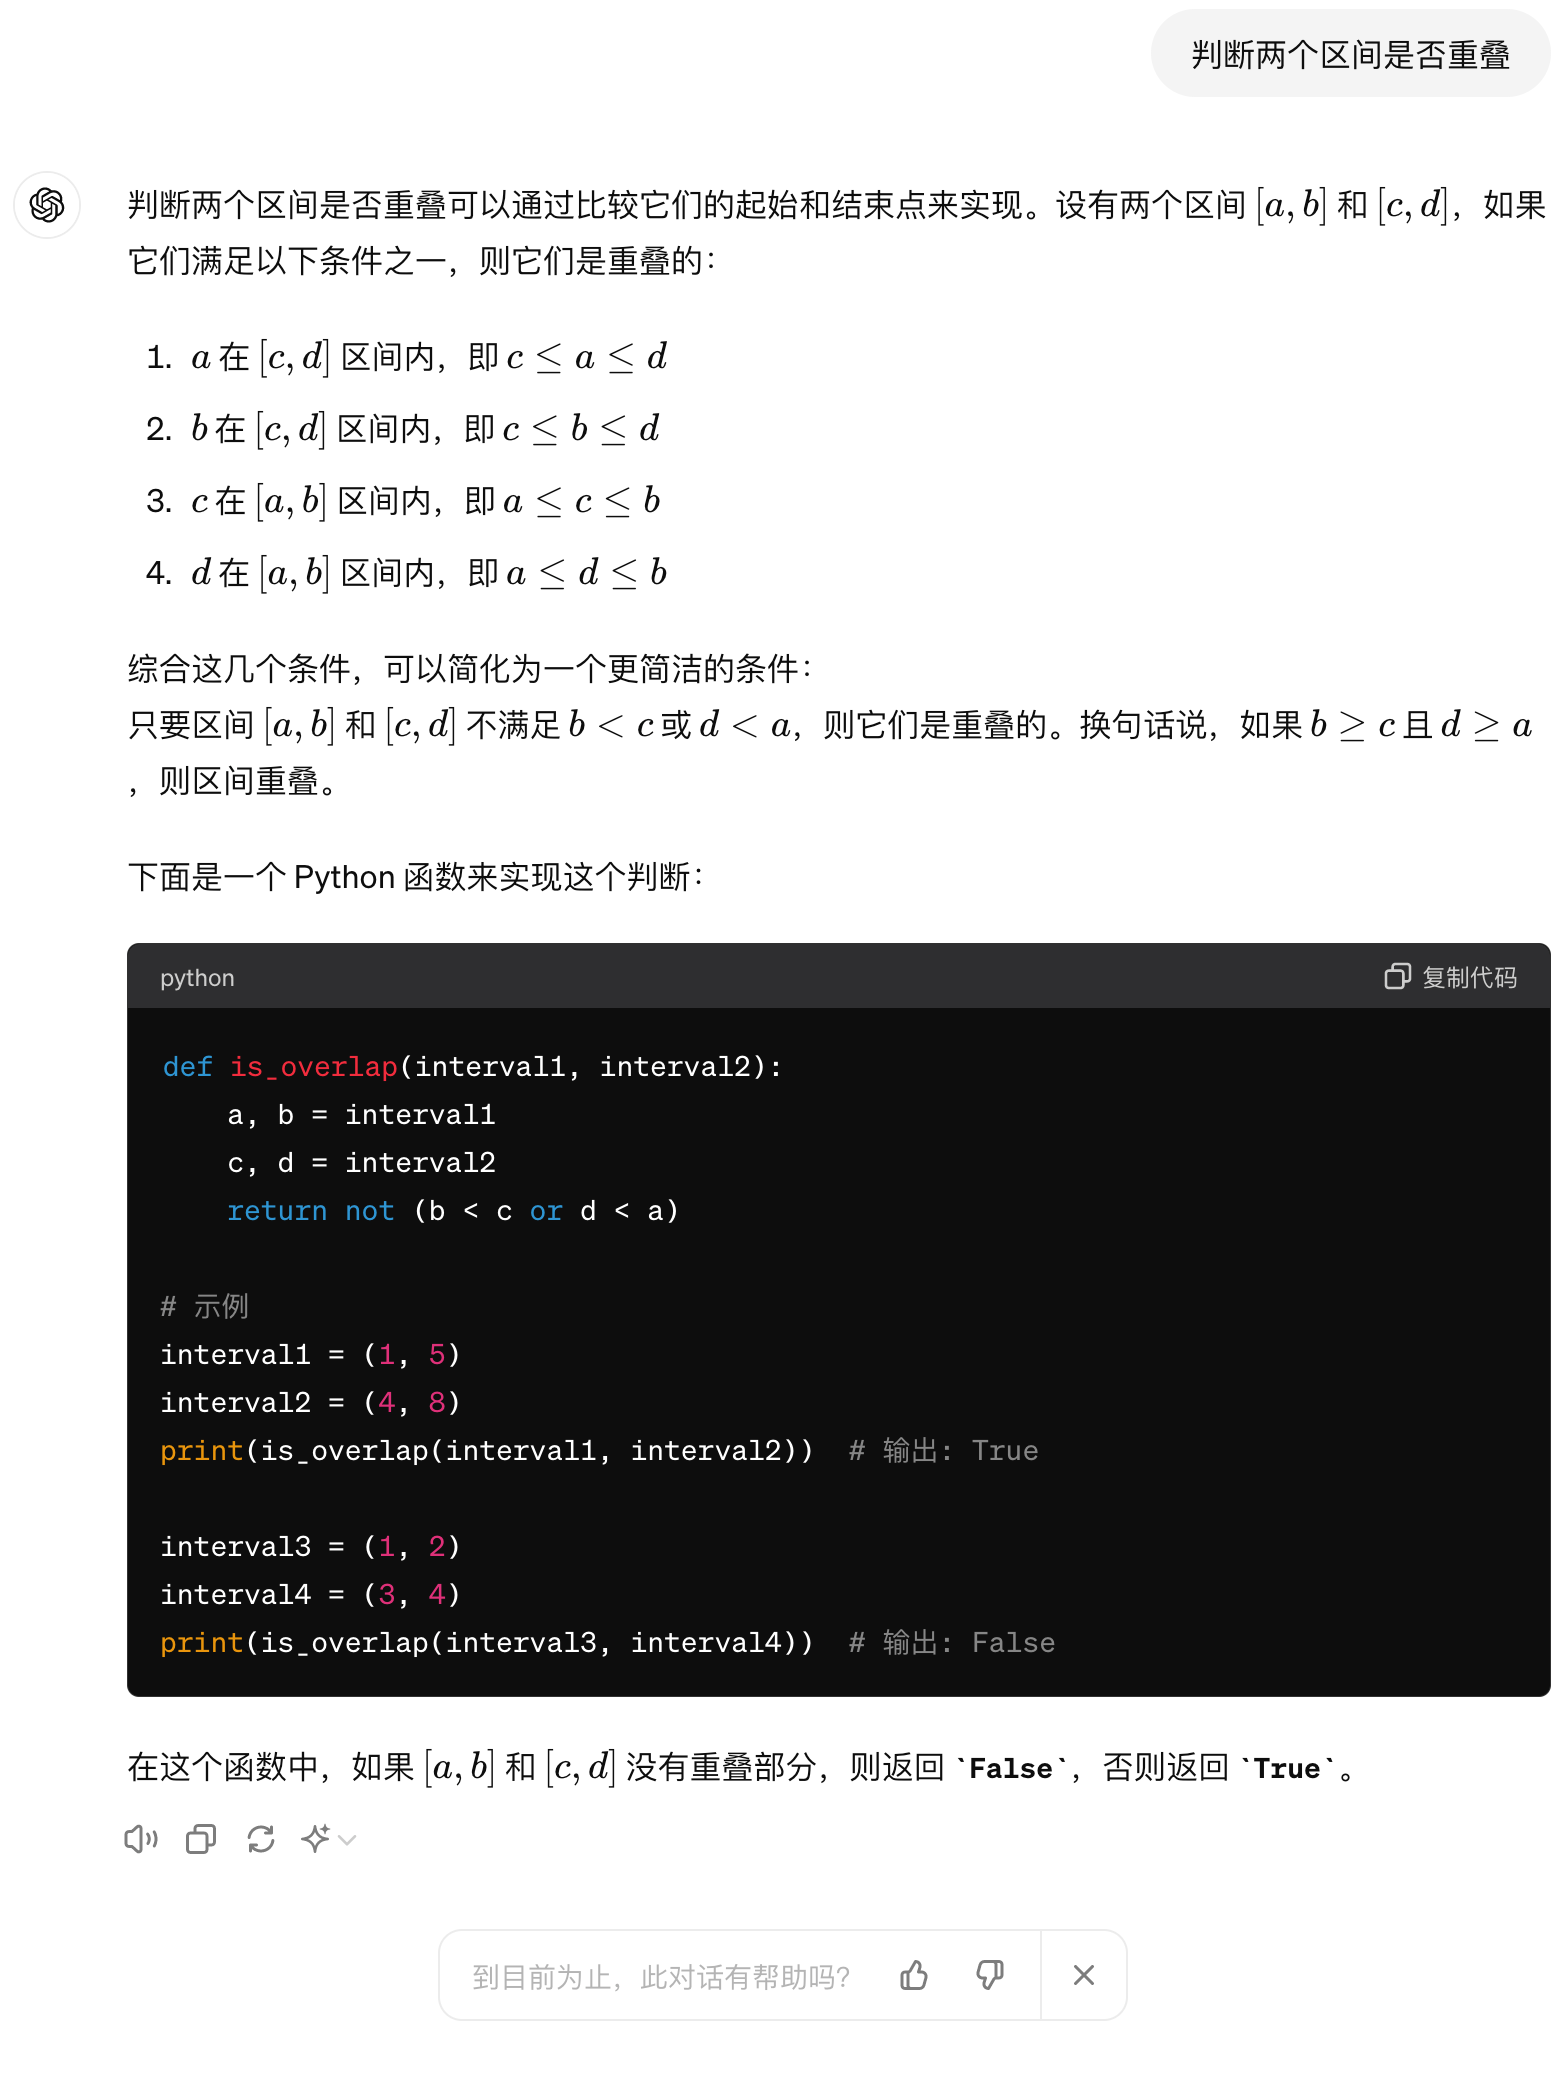 判断两个区间是否重叠
判断两个区间是否重叠可以通过比较它们的起始和结束点来实现。设有两个区间 [a, b] 和 [c, d]，如果
它们满足以下条件之一，则它们是重叠的：
1. a 在 [c, d] 区间内，即 c ≤ a ≤ d
2. b 在 [c, d] 区间内，即 c ≤ b ≤ d
3. c 在 [a, b] 区间内，即 a ≤ c ≤ b
4. d 在 [a, b] 区间内，即 a ≤ d ≤ b
综合这几个条件，可以简化为一个更简洁的条件：
只要区间 [a, b] 和 [c, d] 不满足 b < c 或 d < a，则它们是重叠的。换句话说，如果 b ≥ c 且 d ≥ a
，则区间重叠。
下面是一个 Python 函数来实现这个判断：
python
复制代码
def is_overlap(interval1, interval2):
    a, b = interval1
    c, d = interval2
    return not (b < c or d < a)
# 示例
interval1 = (1, 5)
interval2 = (4, 8)
print(is_overlap(interval1, interval2))  # 输出: True
interval3 = (1, 2)
interval4 = (3, 4)
print(is_overlap(interval3, interval4))  # 输出: False
在这个函数中，如果 [a, b] 和 [c, d] 没有重叠部分，则返回 `False`，否则返回 `True`。
到目前为止，此对话有帮助吗？